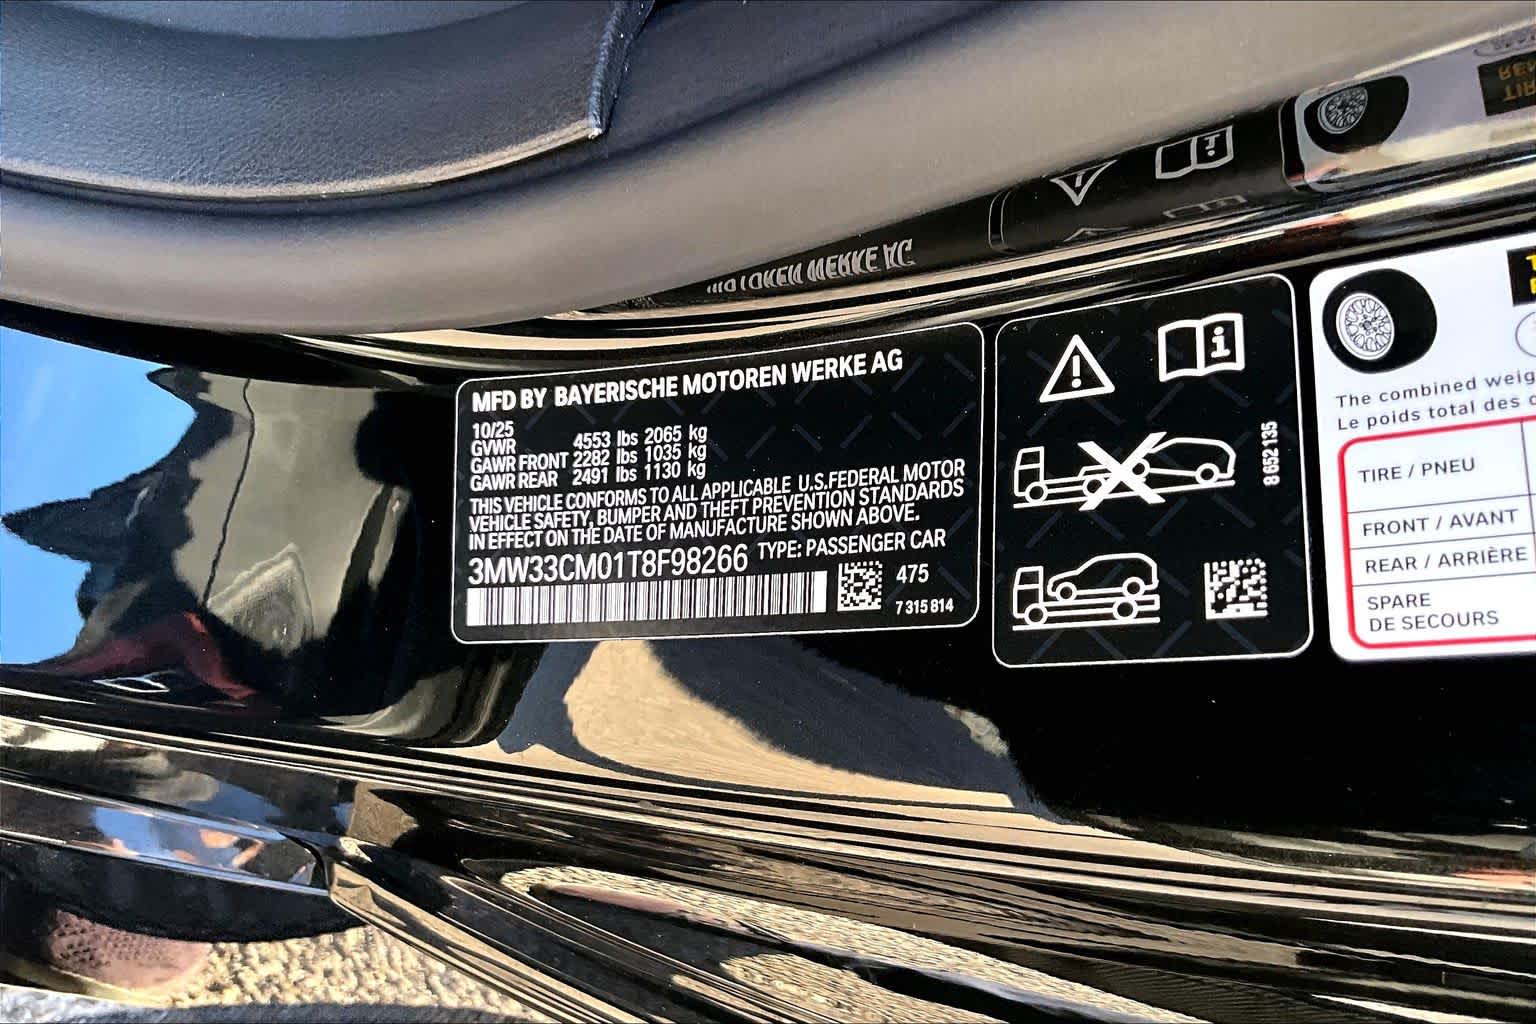 MFD BY BAYERISCHE MOTOREN WERKE AG
10/25
GVWR 4553 lbs 2065 kg
GAWR FRONT 2282 lbs 1035 kg
GAWR REAR 2491 lbs 1130 kg
THIS VEHICLE CONFORMS TO ALL APPLICABLE U.S.FEDERAL MOTOR
VEHICLE SAFETY, BUMPER AND THEFT PREVENTION STANDARDS
IN EFFECT ON THE DATE OF MANUFACTURE SHOWN ABOVE.
3MW33CM01T8F98266 TYPE: PASSENGER CAR
475
7 315 814
8 652 135
The combined
Le poids total des
TIRE / PNEU
FRONT / AVANT
REAR / ARRIÈRE
SPARE
DE SECOURS